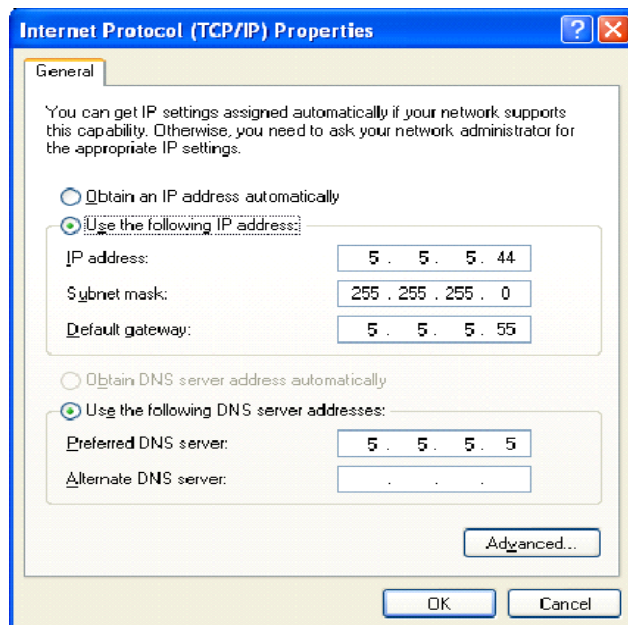 Internet Protocol (TCP/IP) Properties
General
You can get IP settings assigned automatically if your network supports
this capability. Otherwise, you need to ask your network administrator for
the appropriate IP settings.
Obtain an IP address automatically
Use the following IP address:
IP address: 5 . 5 . 5 . 44
Subnet mask: 255 . 255 . 255 . 0
Default gateway: 5 . 5 . 5 . 55
Obtain DNS server address automatically
Use the following DNS server addresses:
Preferred DNS server: 5 . 5 . 5 . 5
Alternate DNS server: . . .
Advanced...
OK Cancel